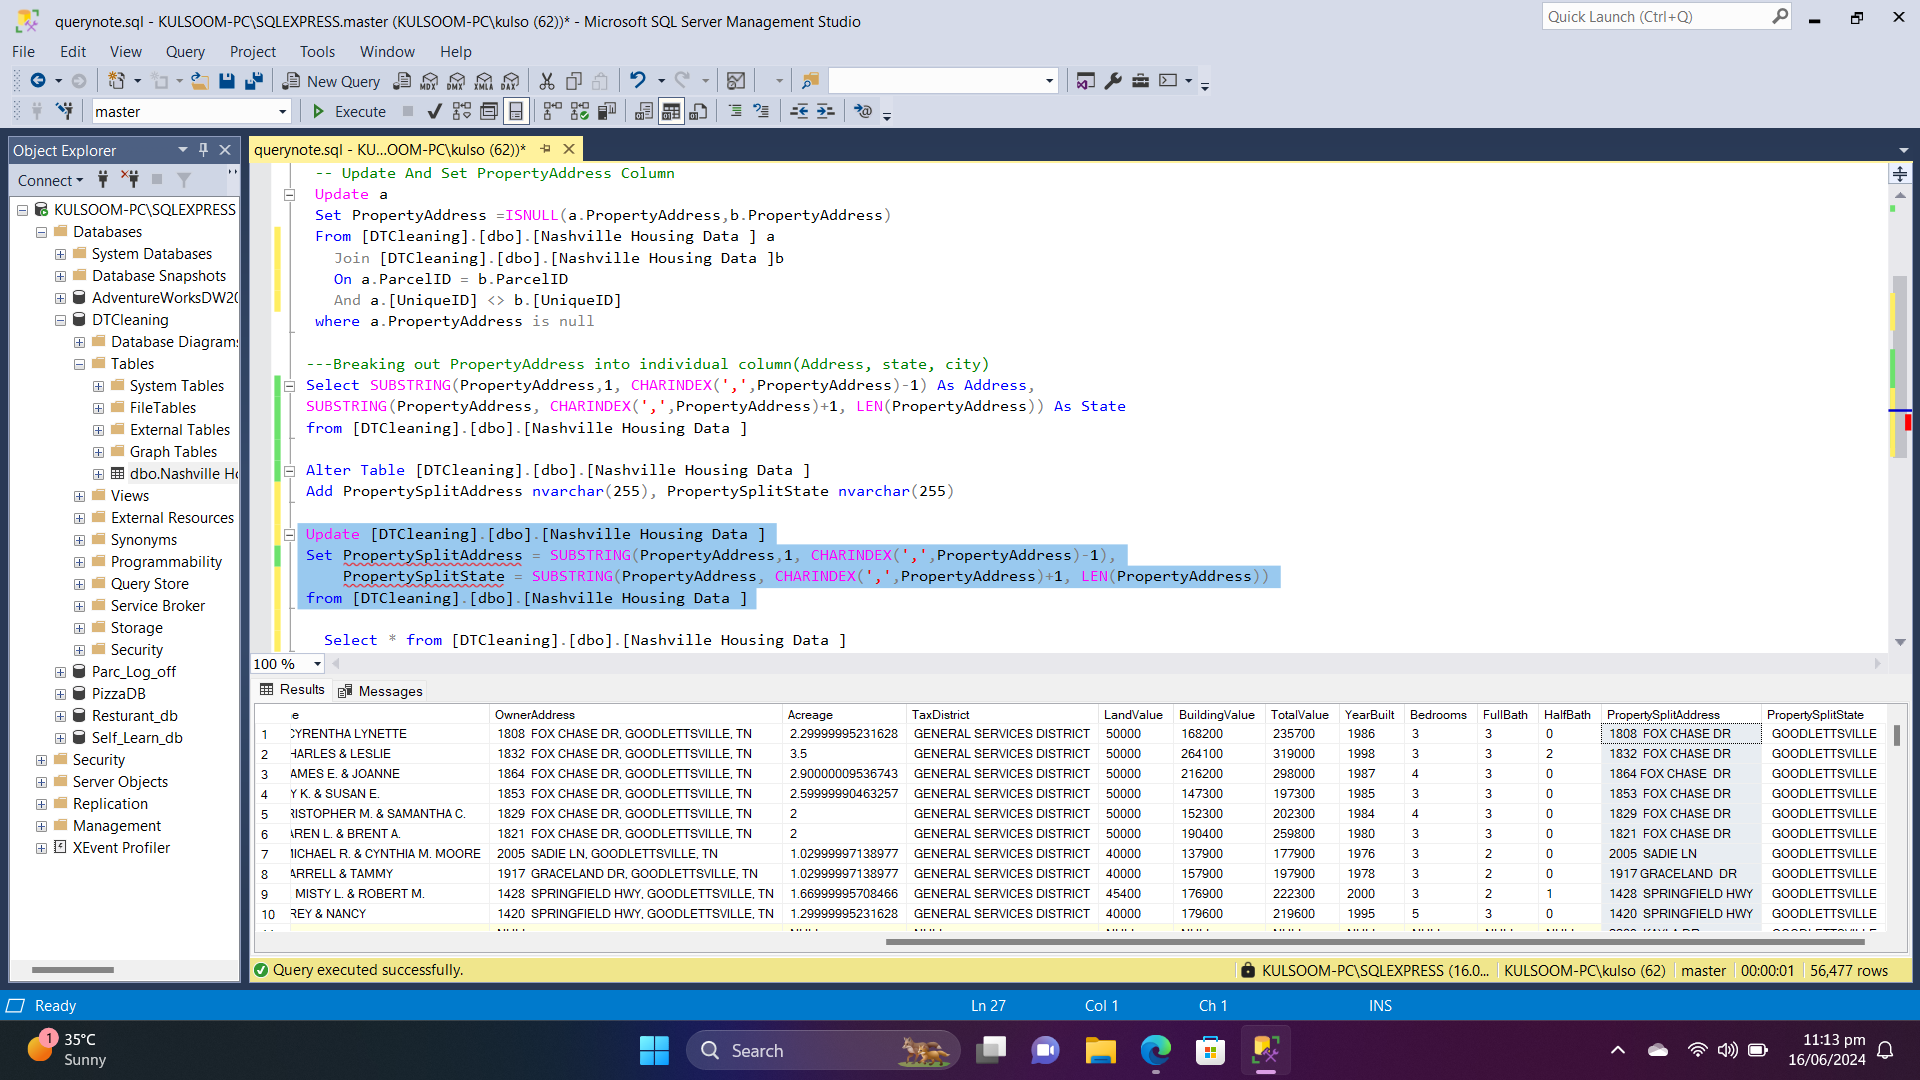 querynote.sql - KULSOOM-PC\SQLEXPRESS.master (KULSOOM-PC\kulso (62))* - Microsoft SQL Server Management Studio
Quick Launch (Ctrl+Q)
File Edit View Query Project Tools Window Help
New Query
MDX DMX XMLA DAX
master
Execute
Object Explorer
Connect
KULSOOM-PC\SQLEXPRESS
Databases
System Databases
Database Snapshots
AdventureWorksDW20
DTCleaning
Database Diagrams
Tables
System Tables
FileTables
External Tables
Graph Tables
dbo.Nashville Ho
Views
External Resources
Synonyms
Programmability
Query Store
Service Broker
Storage
Security
Parc_Log_off
PizzaDB
Resturant_db
Self_Learn_db
Security
Server Objects
Replication
Management
XEvent Profiler
querynote.sql - KU...OOM-PC\kulso (62))*
-- Update And Set PropertyAddress Column
Update a
Set PropertyAddress =ISNULL(a.PropertyAddress,b.PropertyAddress)
From [DTCleaning].[dbo].[Nashville Housing Data ] a
Join [DTCleaning].[dbo].[Nashville Housing Data ]b
On a.ParcelID = b.ParcelID
And a.[UniqueID] <> b.[UniqueID]
where a.PropertyAddress is null
---Breaking out PropertyAddress into individual column(Address, state, city)
Select SUBSTRING(PropertyAddress,1, CHARINDEX(',',PropertyAddress)-1) As Address,
SUBSTRING(PropertyAddress, CHARINDEX(',',PropertyAddress)+1, LEN(PropertyAddress)) As State
from [DTCleaning].[dbo].[Nashville Housing Data ]
Alter Table [DTCleaning].[dbo].[Nashville Housing Data ]
Add PropertySplitAddress nvarchar(255), PropertySplitState nvarchar(255)
Update [DTCleaning].[dbo].[Nashville Housing Data ]
Set PropertySplitAddress = SUBSTRING(PropertyAddress,1, CHARINDEX(',',PropertyAddress)-1),
PropertySplitState = SUBSTRING(PropertyAddress, CHARINDEX(',',PropertyAddress)+1, LEN(PropertyAddress))
from [DTCleaning].[dbo].[Nashville Housing Data ]
Select * from [DTCleaning].[dbo].[Nashville Housing Data ]
100 %
Results Messages
e OwnerAddress Acreage TaxDistrict LandValue BuildingValue TotalValue YearBuilt Bedrooms FullBath HalfBath PropertySplitAddress PropertySplitState
1 CYRENTHA LYNETTE 1808 FOX CHASE DR, GOODLETTSVILLE, TN 2.29999995231628 GENERAL SERVICES DISTRICT 50000 168200 235700 1986 3 3 0 1808 FOX CHASE DR GOODLETTSVILLE
2 HARLES & LESLIE 1832 FOX CHASE DR, GOODLETTSVILLE, TN 3.5 GENERAL SERVICES DISTRICT 50000 264100 319000 1998 3 3 2 1832 FOX CHASE DR GOODLETTSVILLE
3 AMES E. & JOANNE 1864 FOX CHASE DR, GOODLETTSVILLE, TN 2.90000009536743 GENERAL SERVICES DISTRICT 50000 216200 298000 1987 4 3 0 1864 FOX CHASE DR GOODLETTSVILLE
4 Y K. & SUSAN E. 1853 FOX CHASE DR, GOODLETTSVILLE, TN 2.59999990463257 GENERAL SERVICES DISTRICT 50000 147300 197300 1985 3 3 0 1853 FOX CHASE DR GOODLETTSVILLE
5 RISTOPHER M. & SAMANTHA C. 1829 FOX CHASE DR, GOODLETTSVILLE, TN 2 GENERAL SERVICES DISTRICT 50000 152300 202300 1984 4 3 0 1829 FOX CHASE DR GOODLETTSVILLE
6 AREN L. & BRENT A. 1821 FOX CHASE DR, GOODLETTSVILLE, TN 2 GENERAL SERVICES DISTRICT 50000 190400 259800 1980 3 3 0 1821 FOX CHASE DR GOODLETTSVILLE
7 MICHAEL R. & CYNTHIA M. MOORE 2005 SADIE LN, GOODLETTSVILLE, TN 1.02999997138977 GENERAL SERVICES DISTRICT 40000 137900 177900 1976 3 2 0 2005 SADIE LN GOODLETTSVILLE
8 ARRELL & TAMMY 1917 GRACELAND DR, GOODLETTSVILLE, TN 1.02999997138977 GENERAL SERVICES DISTRICT 40000 157900 197900 1978 3 2 0 1917 GRACELAND DR GOODLETTSVILLE
9 MISTY L. & ROBERT M. 1428 SPRINGFIELD HWY, GOODLETTSVILLE, TN 1.66999995708466 GENERAL SERVICES DISTRICT 45400 176900 222300 2000 3 2 1 1428 SPRINGFIELD HWY GOODLETTSVILLE
10 REY & NANCY 1420 SPRINGFIELD HWY, GOODLETTSVILLE, TN 1.29999995231628 GENERAL SERVICES DISTRICT 40000 179600 219600 1995 5 3 0 1420 SPRINGFIELD HWY GOODLETTSVILLE
Query executed successfully. KULSOOM-PC\SQLEXPRESS (16.0... KULSOOM-PC\kulso (62) master 00:00:01 56,477 rows
Ready Ln 27 Col 1 Ch 1 INS
1 35°C
Sunny
Search
11:13 pm
16/06/2024